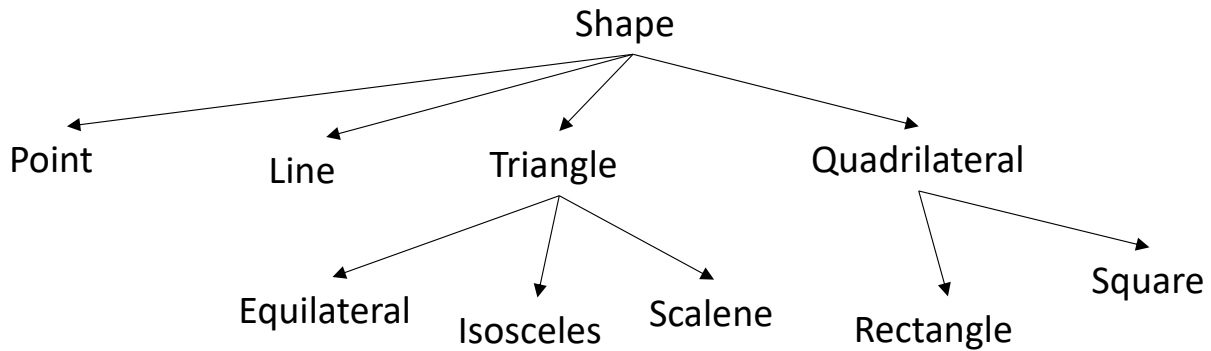 Shape
Point
Line
Triangle
Quadrilateral
Equilateral
Isosceles
Scalene
Rectangle
Square